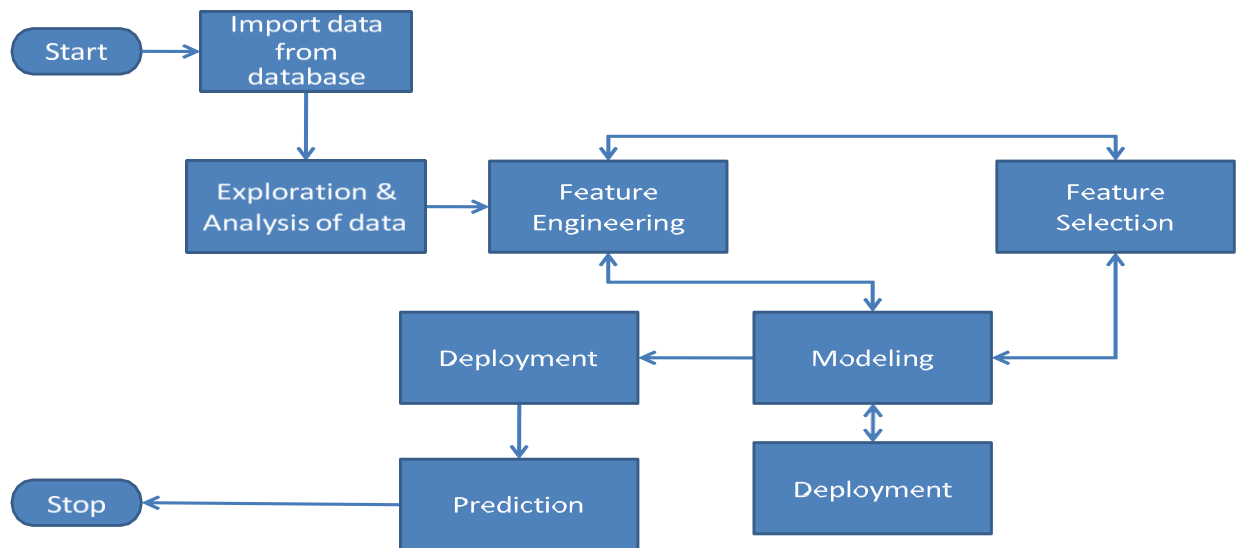 Start
Import data
from
database
Exploration &
Analysis of data
Feature
Engineering
Feature
Selection
Deployment
Modeling
Deployment
Prediction
Stop